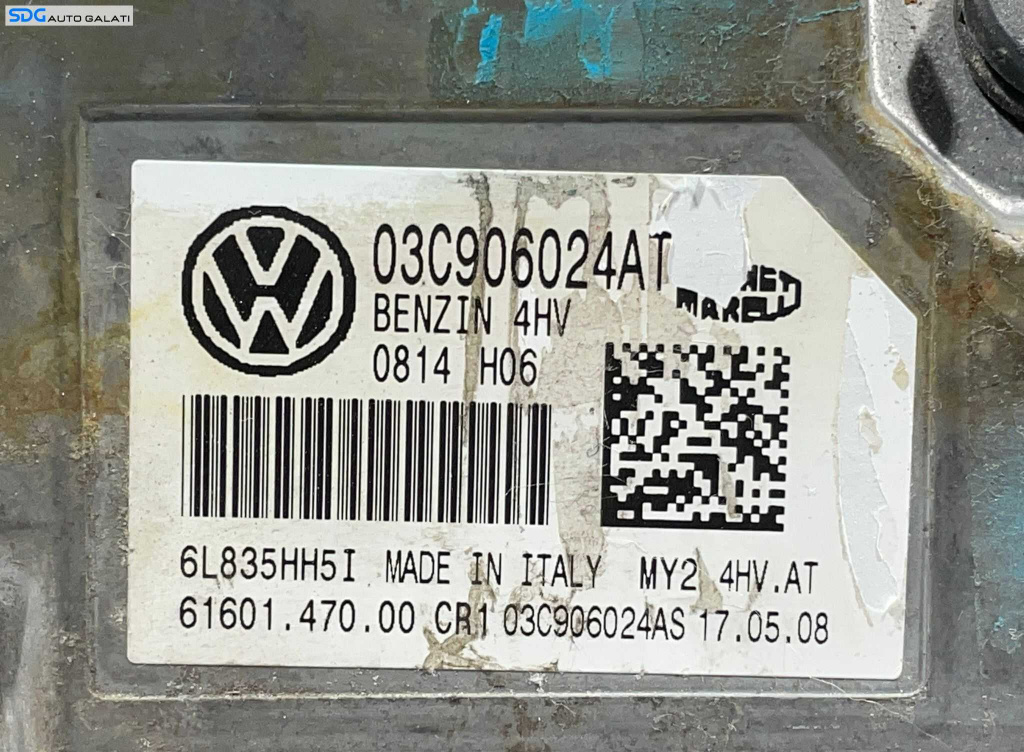 SDG AUTO GALATI
03C906024AT
BENZIN 4HV
0814 H06
MARELLI
6L835HH5I MADE IN ITALY MY2 4HV.AT
61601.470.00 CR1 03C906024AS 17.05.08